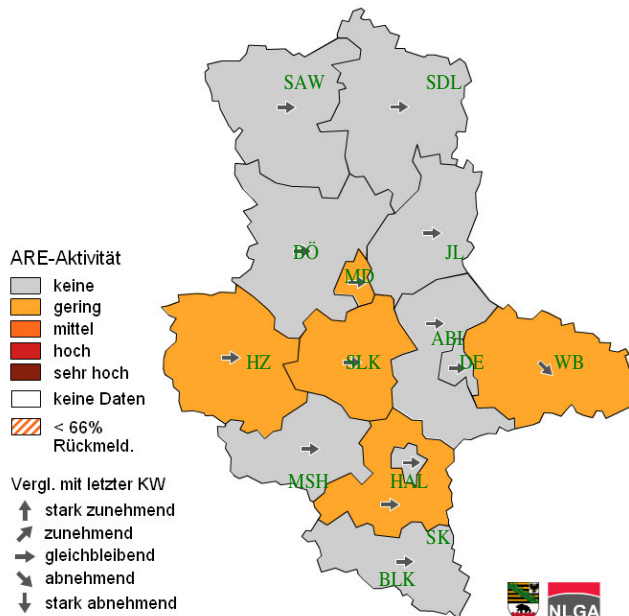 SAW
SDL
BÖ
JL
MD
ABI
HZ
SLK
DE
WB
MSH
HAL
SK
BLK
ARE-Aktivität
keine
gering
mittel
hoch
sehr hoch
keine Daten
< 66%
Rückmeld.
Vergl. mit letzter KW
stark zunehmend
zunehmend
gleichbleibend
abnehmend
stark abnehmend
NLGA